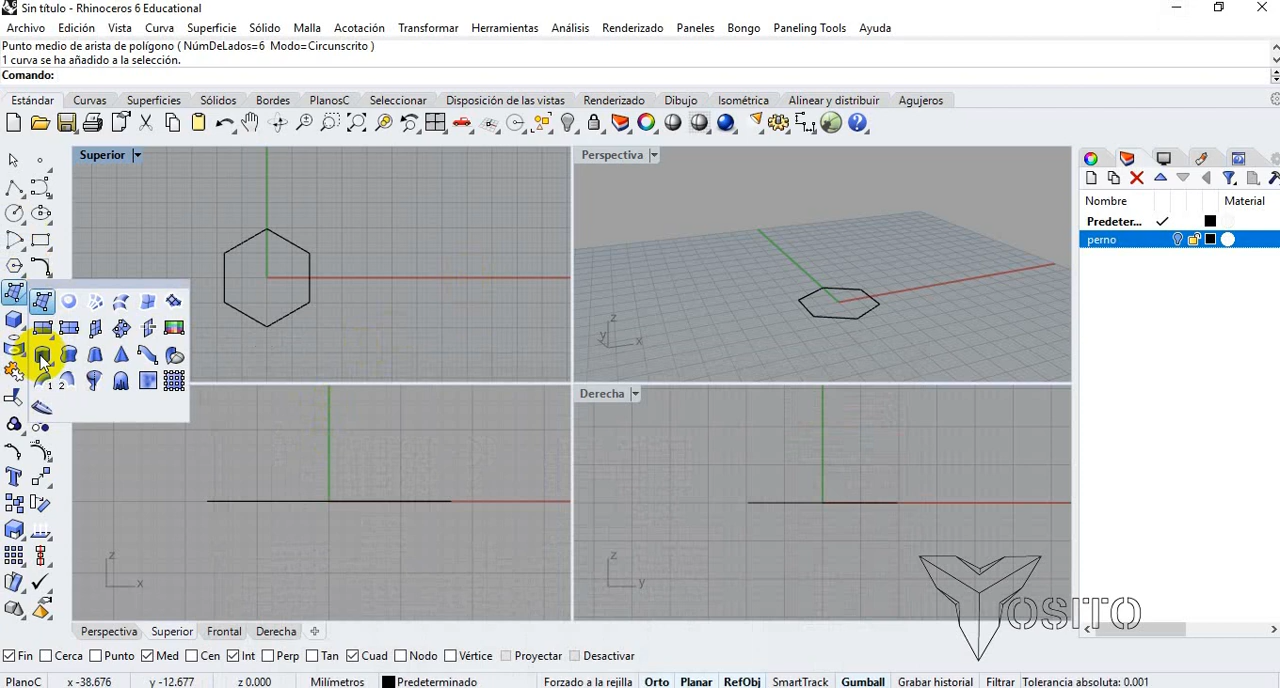 Sin título - Rhinoceros 6 Educational
Archivo Edición Vista Curva Superficie Sólido Malla Acotación Transformar Herramientas Análisis Renderizado Paneles Bongo Paneling Tools Ayuda
Punto medio de arista de polígono ( NúmDeLados=6 Modo=Circunscrito )
1 curva se ha añadido a la selección.
Comando:
Estándar Curvas Superficies Sólidos Mallas Bordes PlanosC Seleccionar Disposición de las vistas Renderizado Dibujo Isométrica Alinear y distribuir Agujeros
Superior
Perspectiva
Nombre Material
Predeter...
perno
z
y x
1 2
Derecha
z
x
z
y
OSITO
Perspectiva Superior Frontal Derecha
Fin Cerca Punto Med Cen Int Perp Tan Cuad Nodo Vértice Proyectar Desactivar
PlanoC x -38.676 y -12.677 z 0.000 Milímetros Predeterminado Forzado a la rejilla Orto Planar RefObj SmartTrack Gumball Grabar historial Filtrar Tolerancia absoluta: 0.001